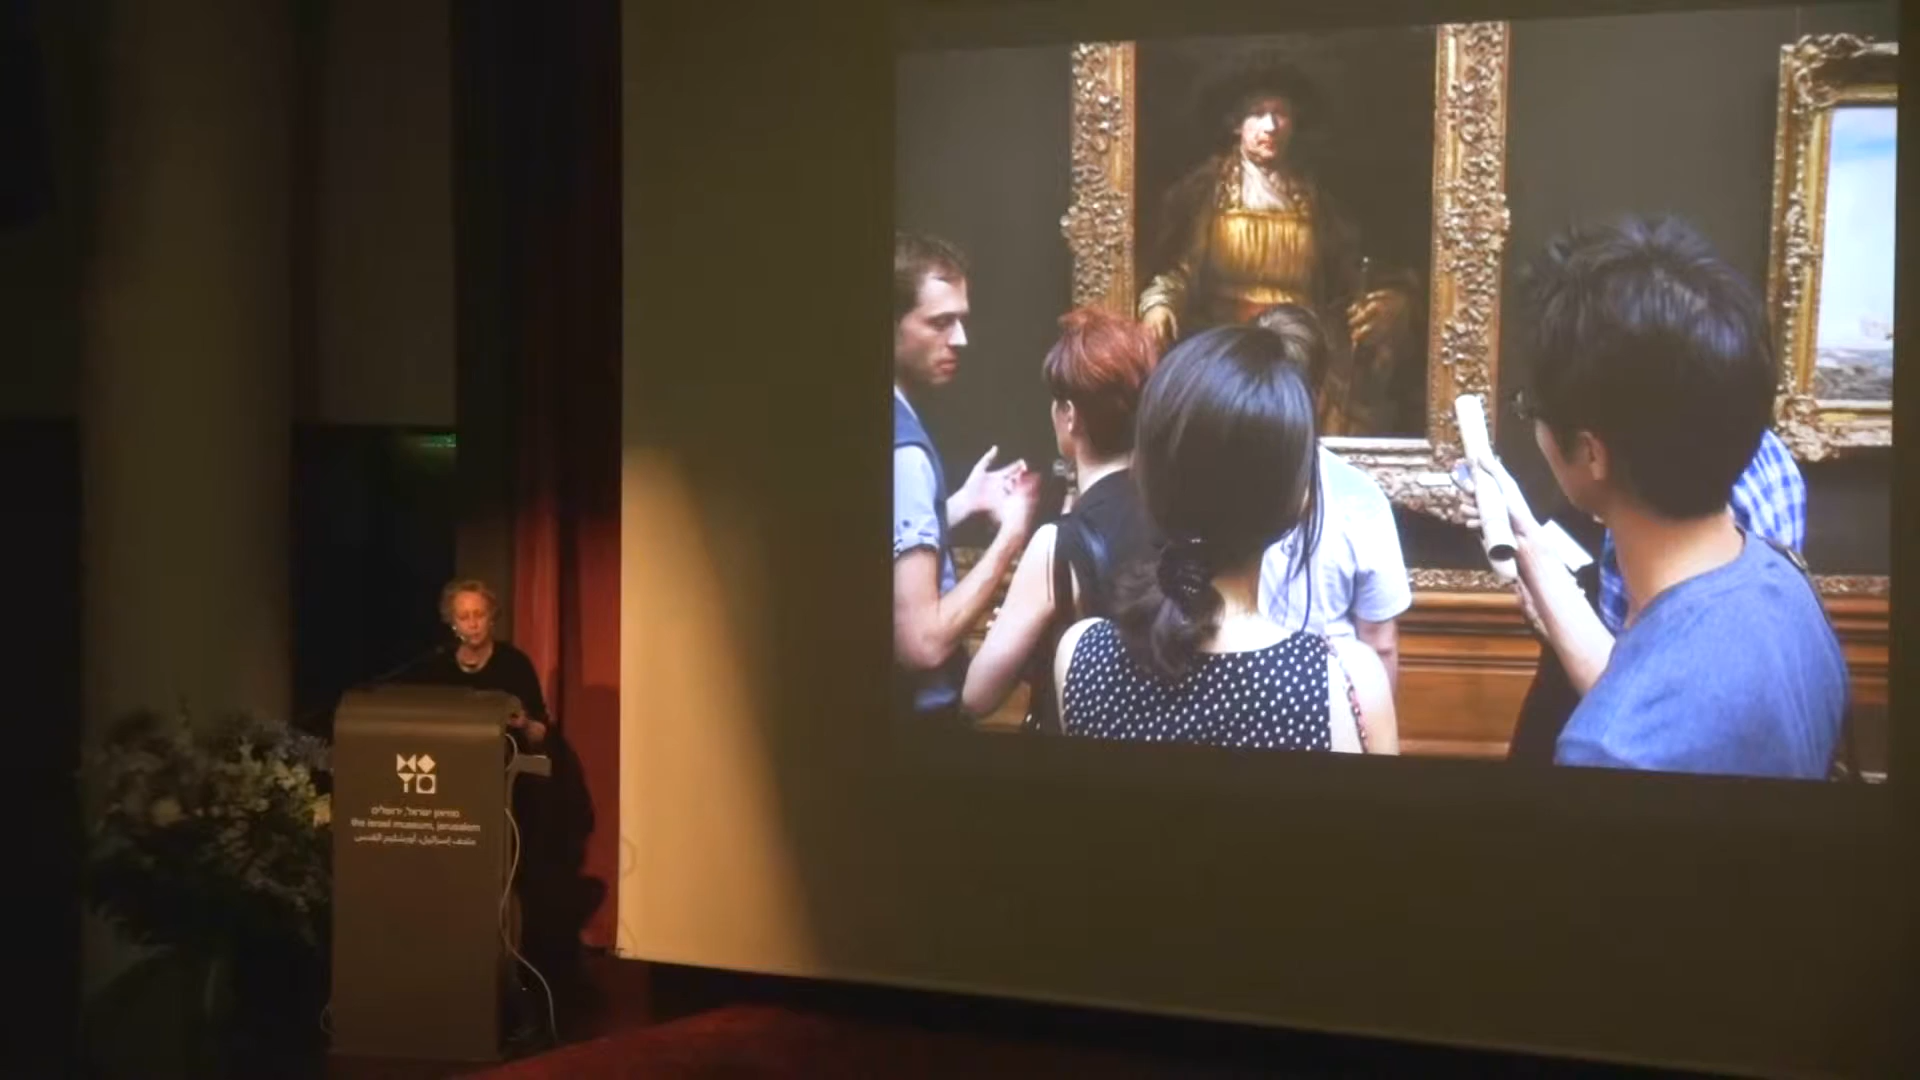 מוזיאון ישראל, ירושלים
the israel museum, jerusalem
متحف إسرائيل، أورشليم القدس